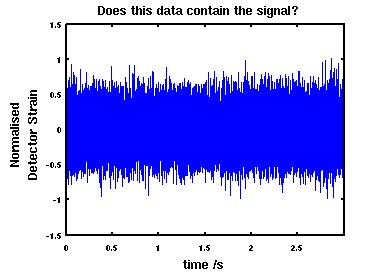 Does this data contain the signal?
1.5
1
0.5
0
-0.5
-1
-1.5
Normalised
Detector Strain
0 0.5 1 1.5 2 2.5
time /s